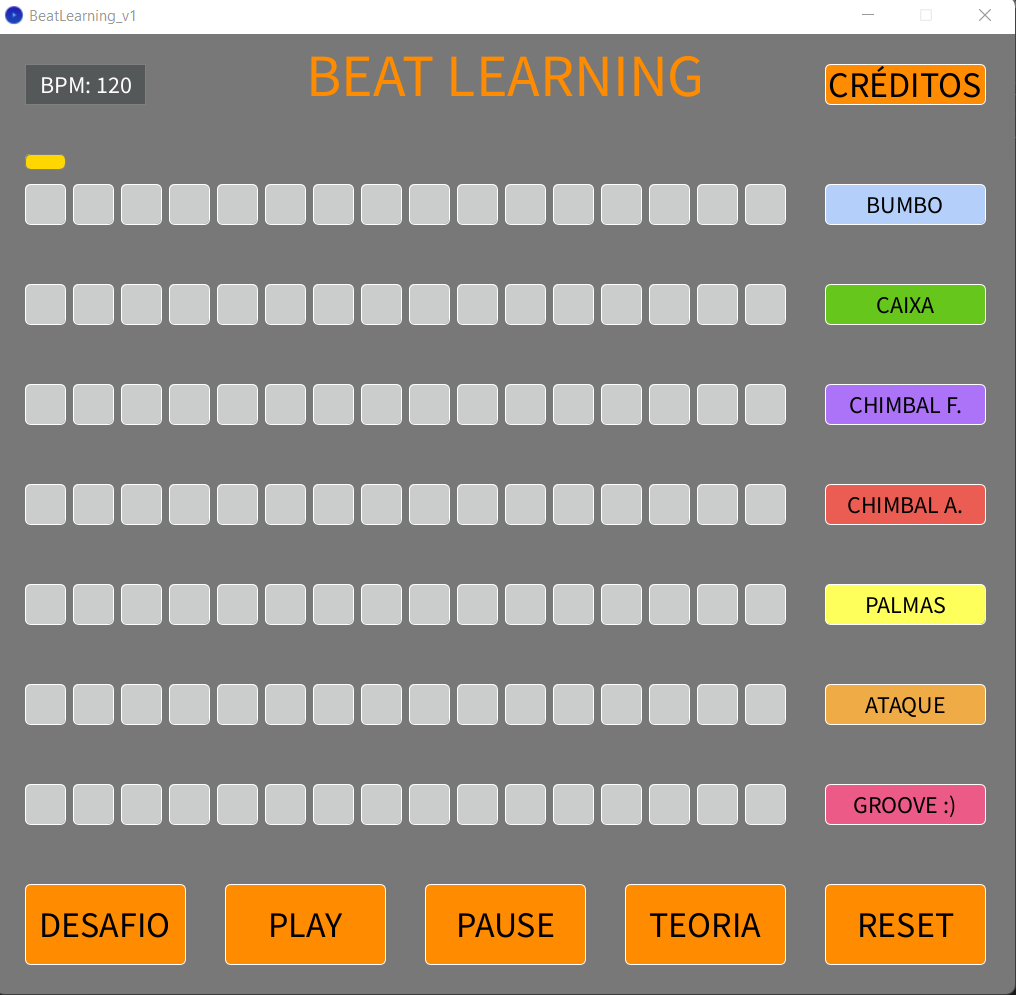 BeatLearning_v1
BPM: 120
BEAT LEARNING
CRÉDITOS
BUMBO
CAIXA
CHIMBAL F.
CHIMBAL A.
PALMAS
ATAQUE
GROOVE :)
DESAFIO
PLAY
PAUSE
TEORIA
RESET